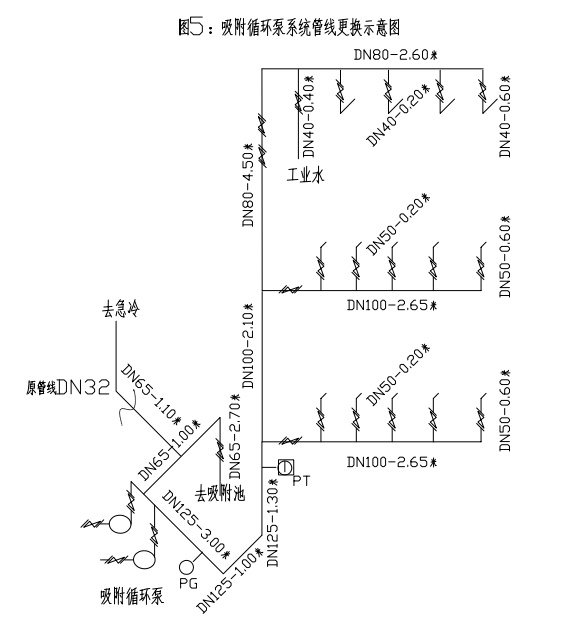 图5：吸附循环泵系统管线更换示意图
DN80-2.60米
DN40-0.40米
DN40-0.20米
DN40-0.60米
工业水
DN80-4.50米
DN50-0.20米
DN50-0.60米
DN100-2.65米
去急冷
DN100-2.10米
原管线DN32
DN65-1.10米
DN50-0.20米
DN50-0.60米
DN65-1.00米
DN65-2.70米
DN100-2.65米
PT
去吸附池
DN125-1.30米
DN125-3.00米
PG
DN125-1.00米
吸附循环泵